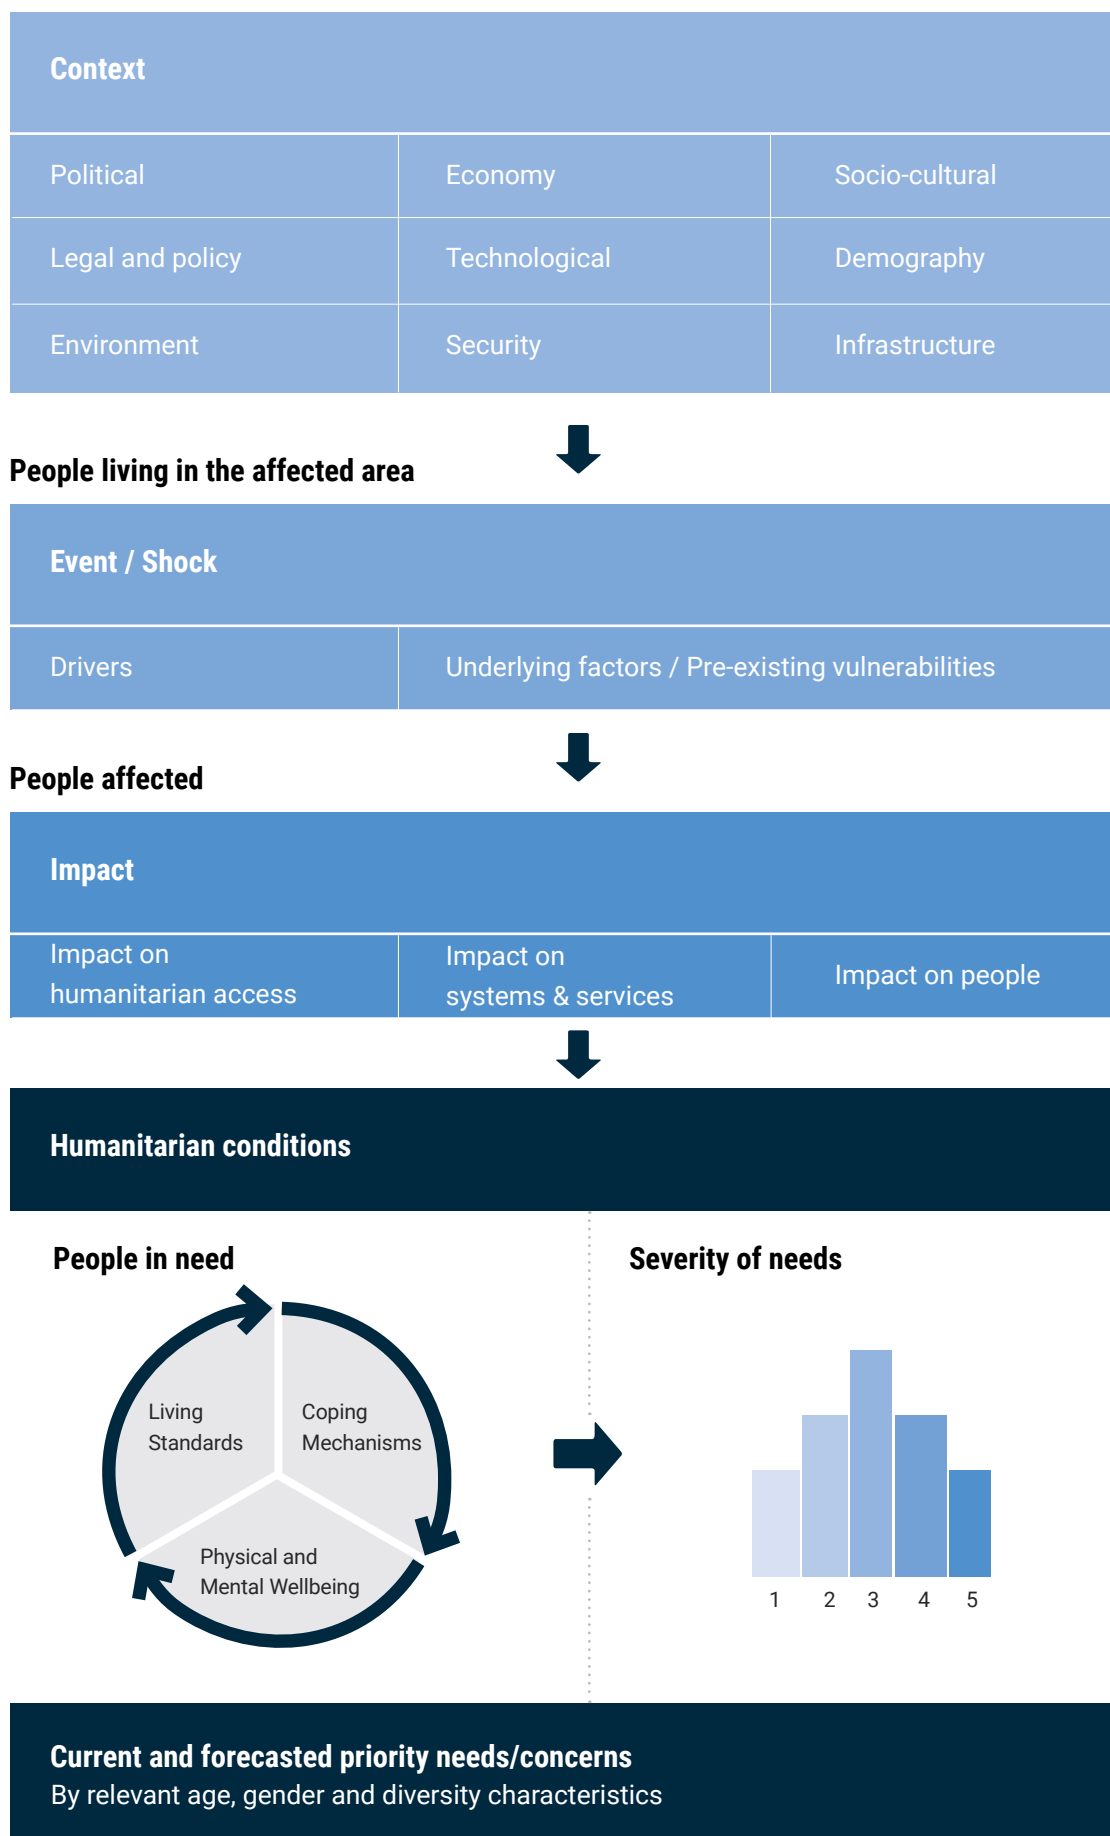 Context
Political
Economy
Socio-cultural
Legal and policy
Technological
Demography
Environment
Security
Infrastructure
People living in the affected area
Event / Shock
Drivers
Underlying factors / Pre-existing vulnerabilities
People affected
Impact
Impact on
humanitarian access
Impact on
systems & services
Impact on people
Humanitarian conditions
People in need
Living
Standards
Coping
Mechanisms
Physical and
Mental Wellbeing
Severity of needs
1 2 3 4 5
Current and forecasted priority needs/concerns
By relevant age, gender and diversity characteristics